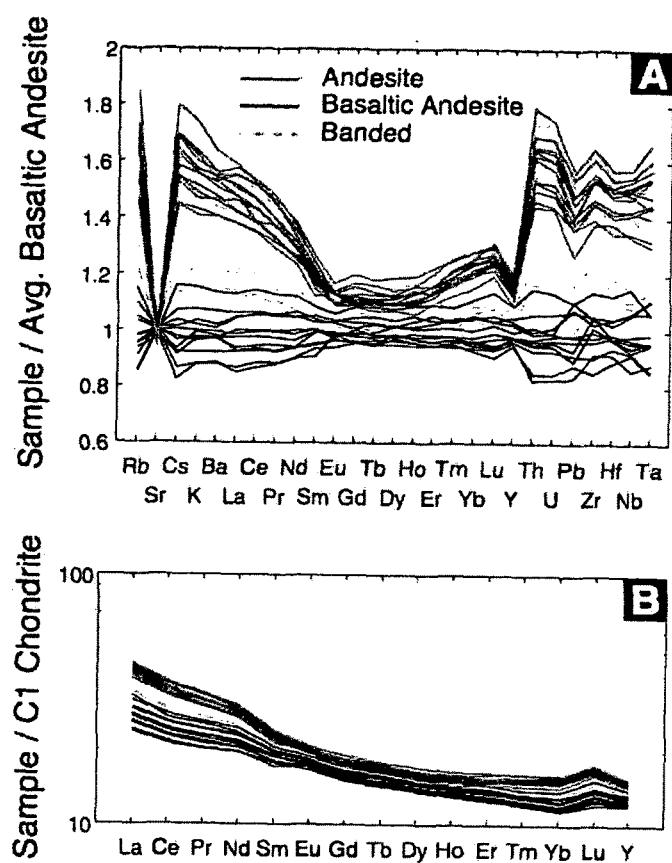 Sample / Avg. Basaltic Andesite
A
2
1.8
1.6
1.4
1.2
1
0.8
0.6
Andesite
Basaltic Andesite
Banded
Rb Cs Ba Ce Nd Eu Tb Ho Tm Lu Th Pb Hf Ta
Sr K La Pr Sm Gd Dy Er Yb Y U Zr Nb
Sample / C1 Chondrite
B
100
10
La Ce Pr Nd Sm Eu Gd Tb Dy Ho Er Tm Yb Lu Y